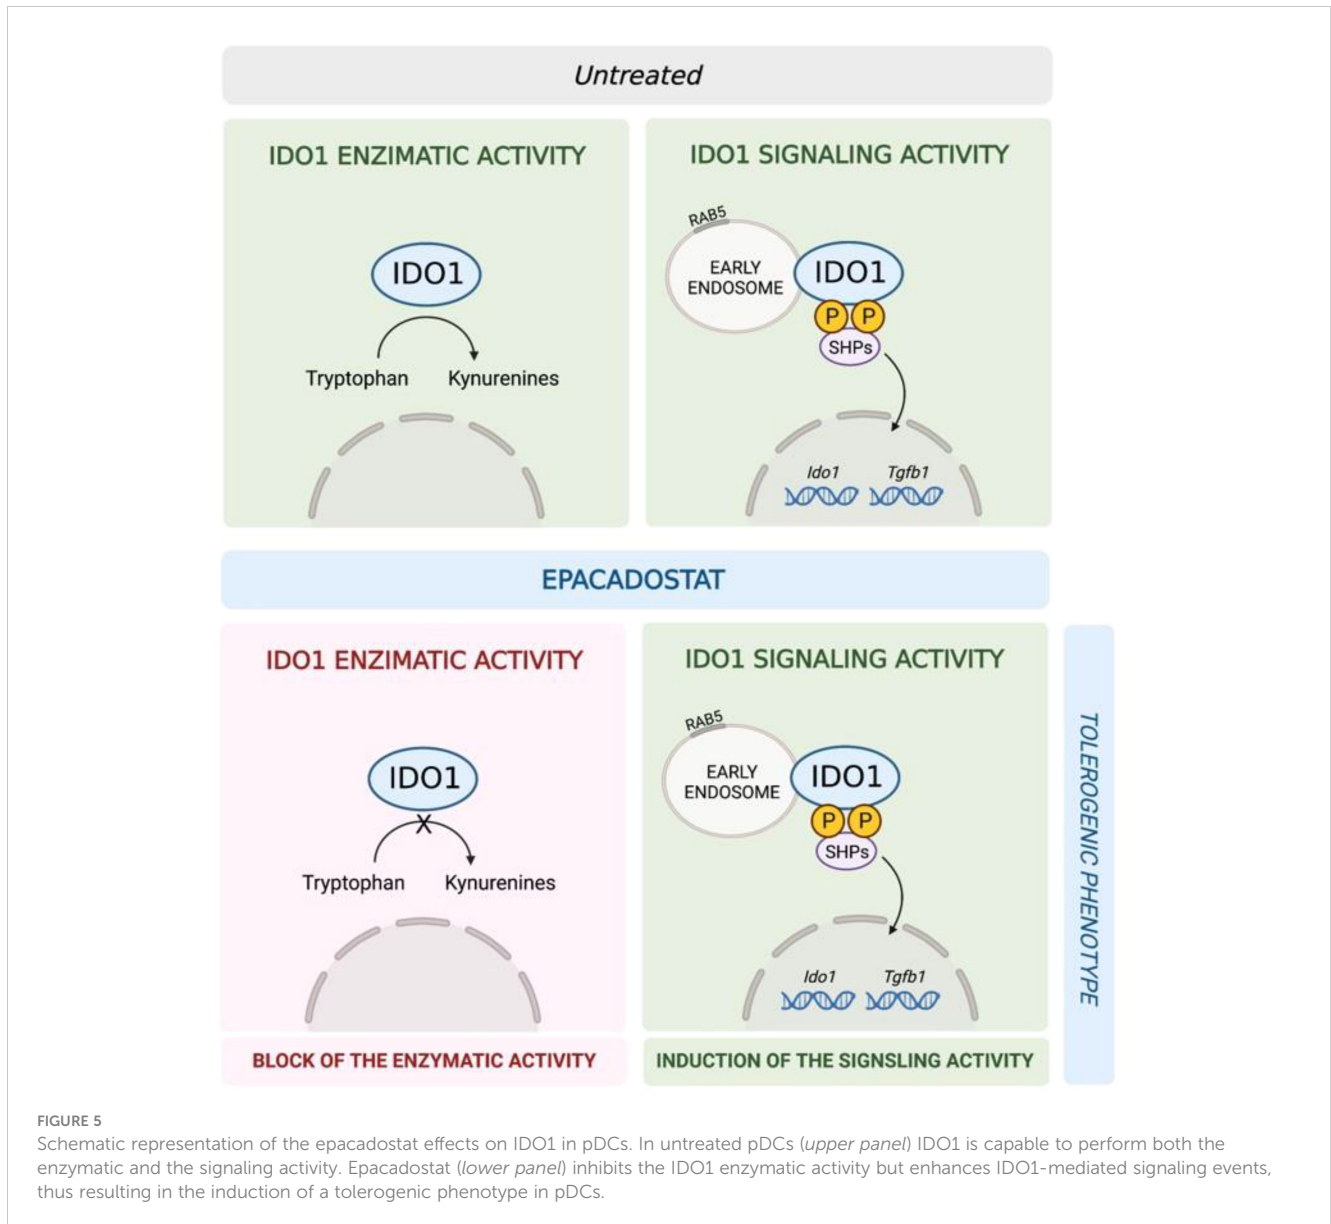 Untreated
IDO1 ENZIMATIC ACTIVITY
IDO1
Tryptophan Kynurenines
IDO1 SIGNALING ACTIVITY
RAB5
EARLY
ENDOSOME
IDO1
P P
SHPs
Ido1 Tgfb1
EPACADOSTAT
IDO1 ENZIMATIC ACTIVITY
IDO1
X
Tryptophan Kynurenines
BLOCK OF THE ENZYMATIC ACTIVITY
IDO1 SIGNALING ACTIVITY
RAB5
EARLY
ENDOSOME
IDO1
P P
SHPs
Ido1 Tgfb1
INDUCTION OF THE SIGNSLING ACTIVITY
TOLEROGENIC PHENOTYPE
FIGURE 5
Schematic representation of the epacadostat effects on IDO1 in pDCs. In untreated pDCs (upper panel) IDO1 is capable to perform both the
enzymatic and the signaling activity. Epacadostat (lower panel) inhibits the IDO1 enzymatic activity but enhances IDO1-mediated signaling events,
thus resulting in the induction of a tolerogenic phenotype in pDCs.